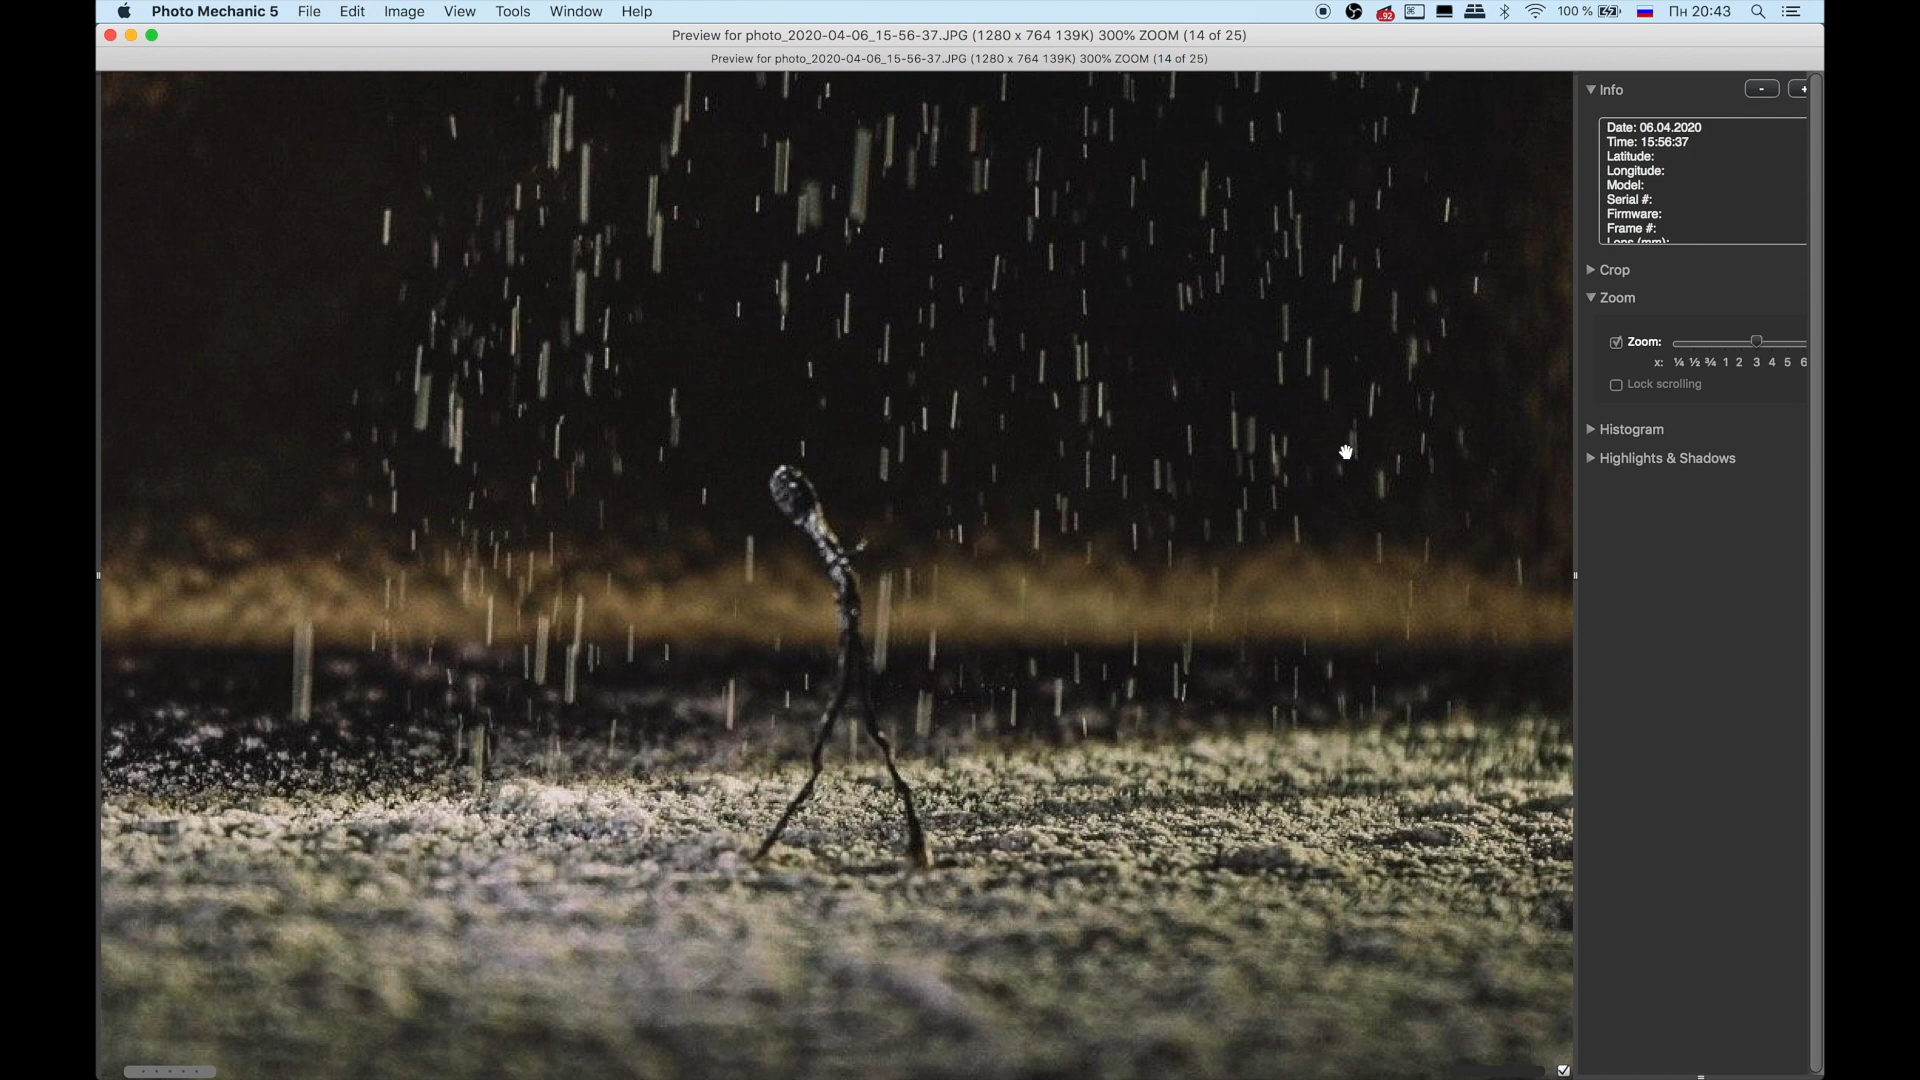 Photo Mechanic 5 File Edit Image View Tools Window Help ..92 100 % Пн 20:43
Preview for photo_2020-04-06_15-56-37.JPG (1280 x 764 139K) 300% ZOOM (14 of 25)
Preview for photo_2020-04-06_15-56-37.JPG (1280 x 764 139K) 300% ZOOM (14 of 25)
Info - +
Date: 06.04.2020
Time: 15:56:37
Latitude:
Longitude:
Model:
Serial #:
Firmware:
Frame #:
Lens (mm):
Crop
Zoom
Zoom:
x: ¼ ½ ¾ 1 2 3 4 5 6
Lock scrolling
Histogram
Highlights & Shadows